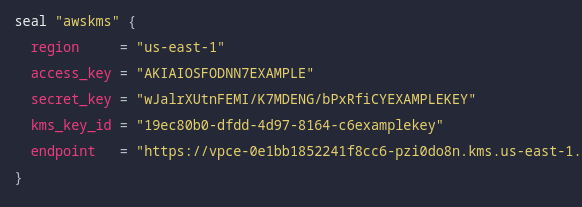 seal "awskms" {
  region     = "us-east-1"
  access_key = "AKIAIOSFODNN7EXAMPLE"
  secret_key = "wJalrXUtnFEMI/K7MDENG/bPxRfiCYEXAMPLEKEY"
  kms_key_id = "19ec80b0-dfdd-4d97-8164-c6examplekey"
  endpoint   = "https://vpce-0e1bb1852241f8cc6-pzi0do8n.kms.us-east-1.
}